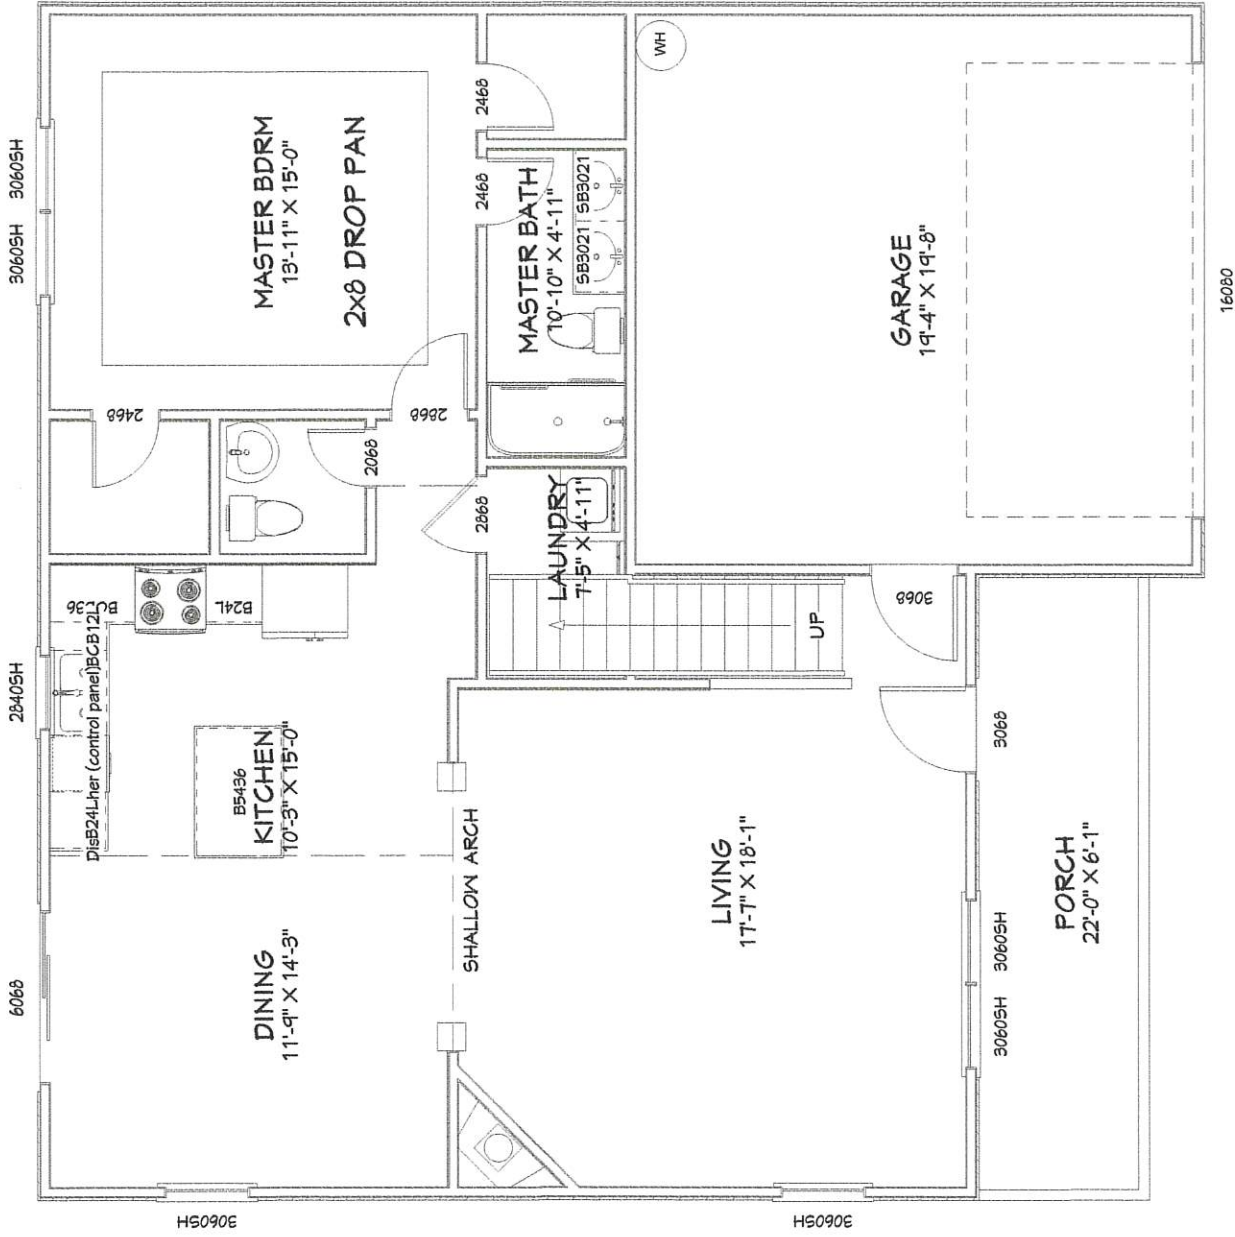 3060SH
3060SH
2840SH
6068
MASTER BDRM
13'-11" X 15'-0"
2x8 DROP PAN
2468
2468
2468
2868
2068
2868
MASTER BATH
10'-10" X 4'-11"
SB3021
SB3021
WH
GARAGE
19'-4" X 19'-8"
16080
LAUNDRY
7'-5" X 4'-11"
UP
3068
3068
B24L
DisB24Lher (control panel)BCB12L
B5436
KITCHEN
10'-3" X 15'-0"
DINING
11'-9" X 14'-3"
SHALLOW ARCH
LIVING
17'-7" X 18'-1"
PORCH
22'-0" X 6'-1"
3060SH
3060SH
3060SH
3060SH